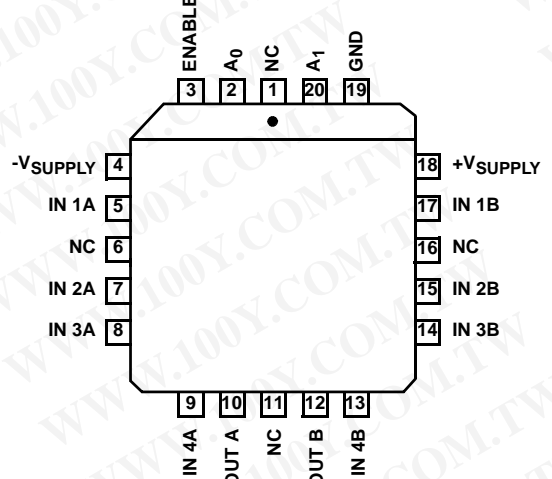 ENABLE
A0
NC
A1
GND
3
2
1
20
19
-VSUPPLY 4
18 +VSUPPLY
IN 1A 5
17 IN 1B
NC 6
16 NC
IN 2A 7
15 IN 2B
IN 3A 8
14 IN 3B
9
10
11
12
13
IN 4A
OUT A
NC
OUT B
IN 4B
WWW.100Y.COM.TW